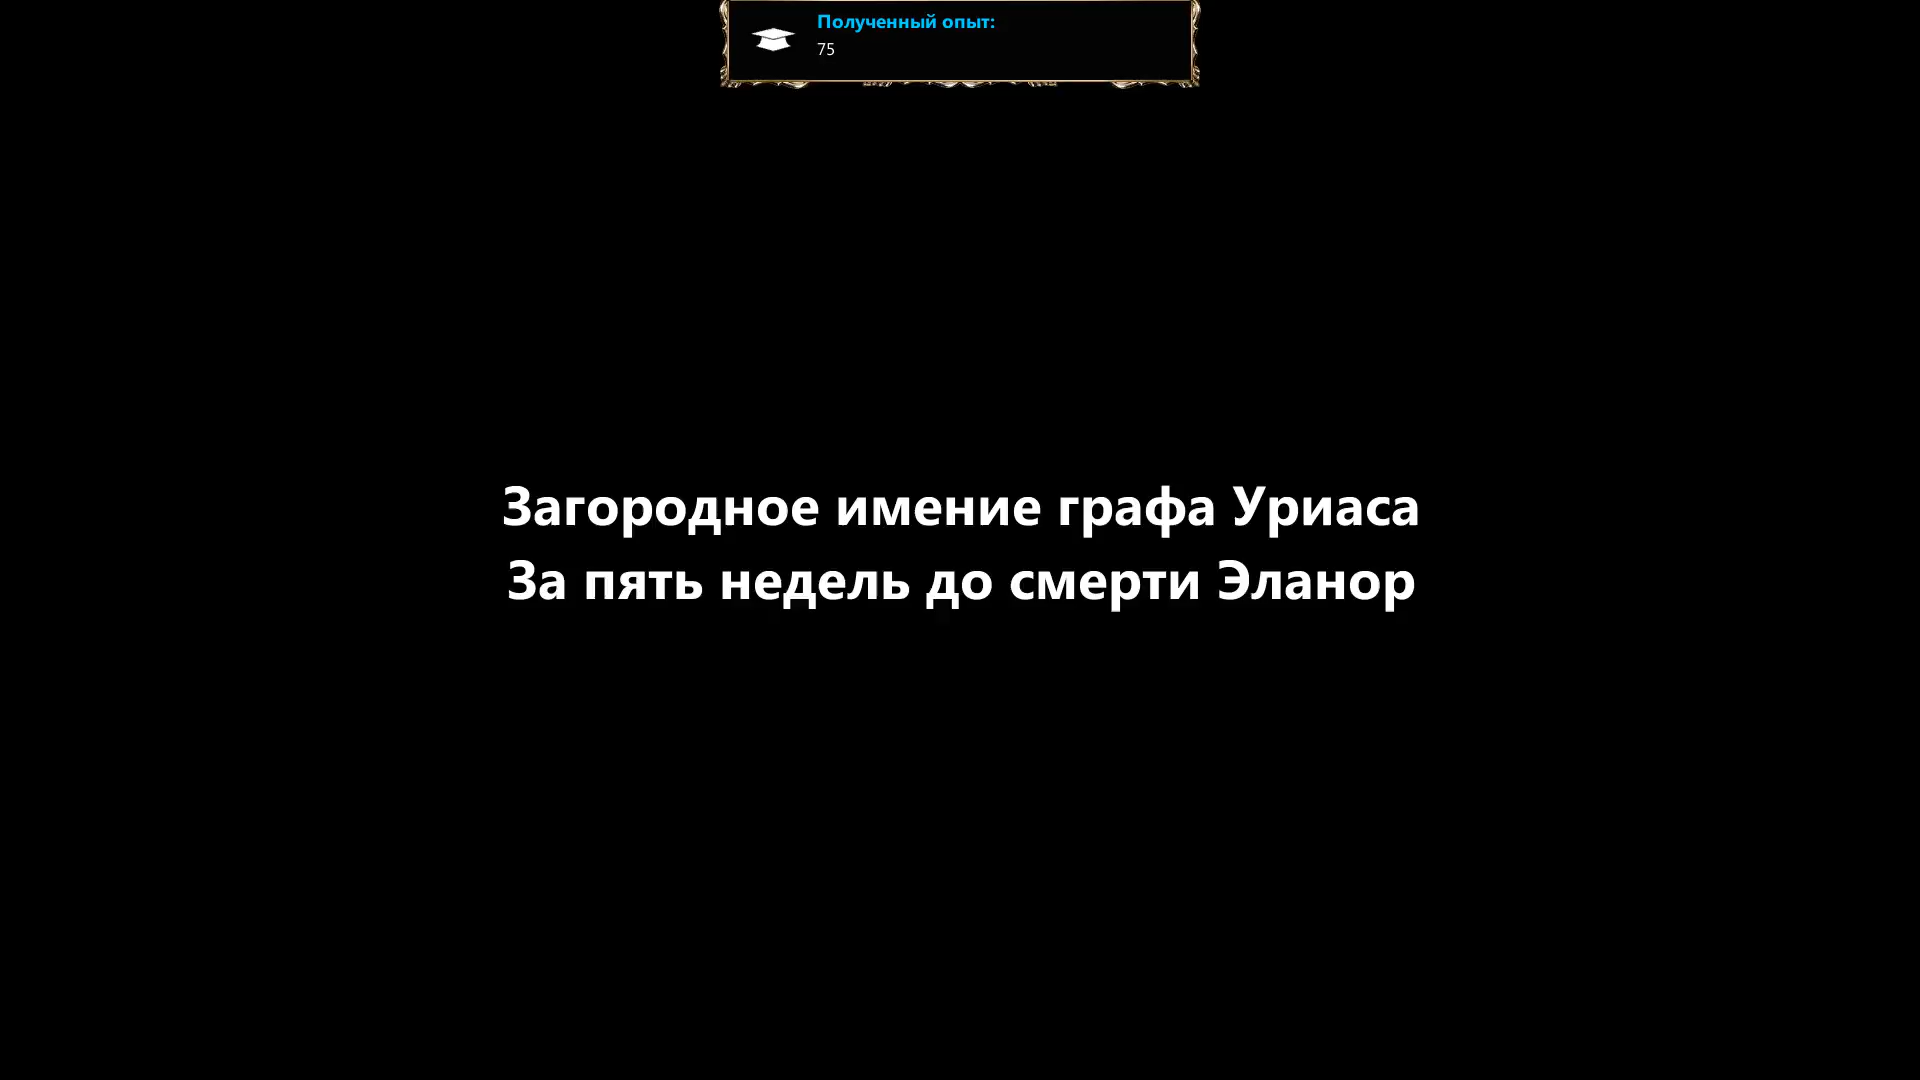 Полученный опыт:
75
Загородное имение графа Уриаса
За пять недель до смерти Эланор